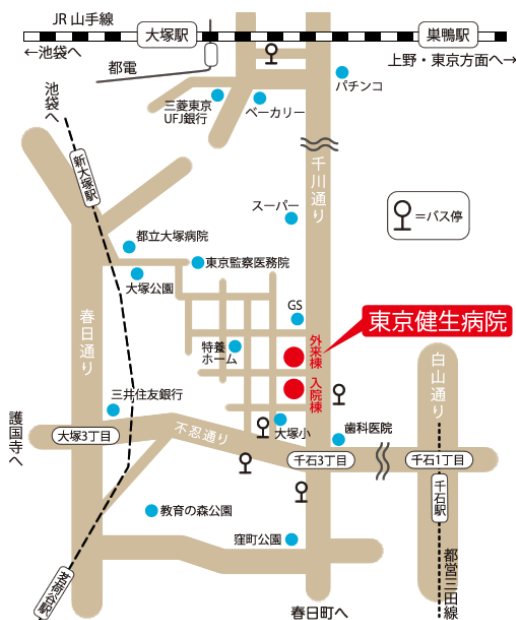 JR 山手線
大塚駅
巣鴨駅
←池袋へ
上野・東京方面へ→
都電
三菱東京
UFJ銀行
ベーカリー
パチンコ
池袋へ
新大塚駅
千川通り
スーパー
=バス停
都立大塚病院
東京監察医務院
大塚公園
GS
東京健生病院
外来棟
入院棟
特養
ホーム
春日通り
白山通り
三井住友銀行
不忍通り
大塚小
歯科医院
護国寺へ
大塚3丁目
千石3丁目
千石1丁目
千石駅
教育の森公園
窪町公園
都営三田線
茗荷谷駅
春日町へ